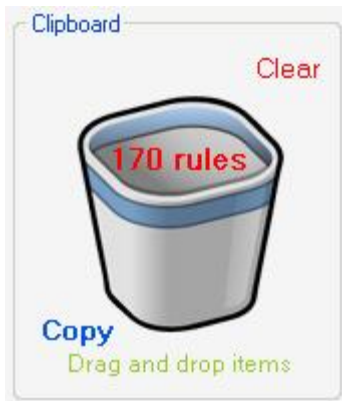 Clipboard
Clear
170 rules
Copy
Drag and drop items